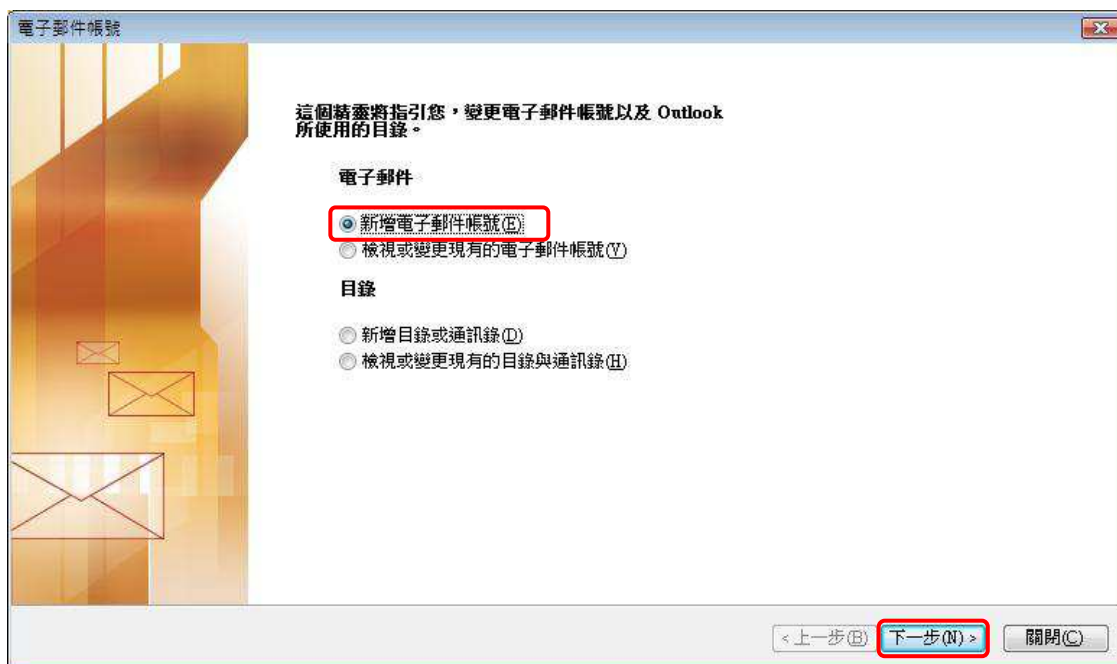 電子郵件帳號
這個精靈將指引您，變更電子郵件帳號以及 Outlook
所使用的目錄。
電子郵件
新增電子郵件帳號(E)
檢視或變更現有的電子郵件帳號(V)
目錄
新增目錄或通訊錄(D)
檢視或變更現有的目錄與通訊錄(H)
<上一步(B) 下一步(N) > 關閉(C)